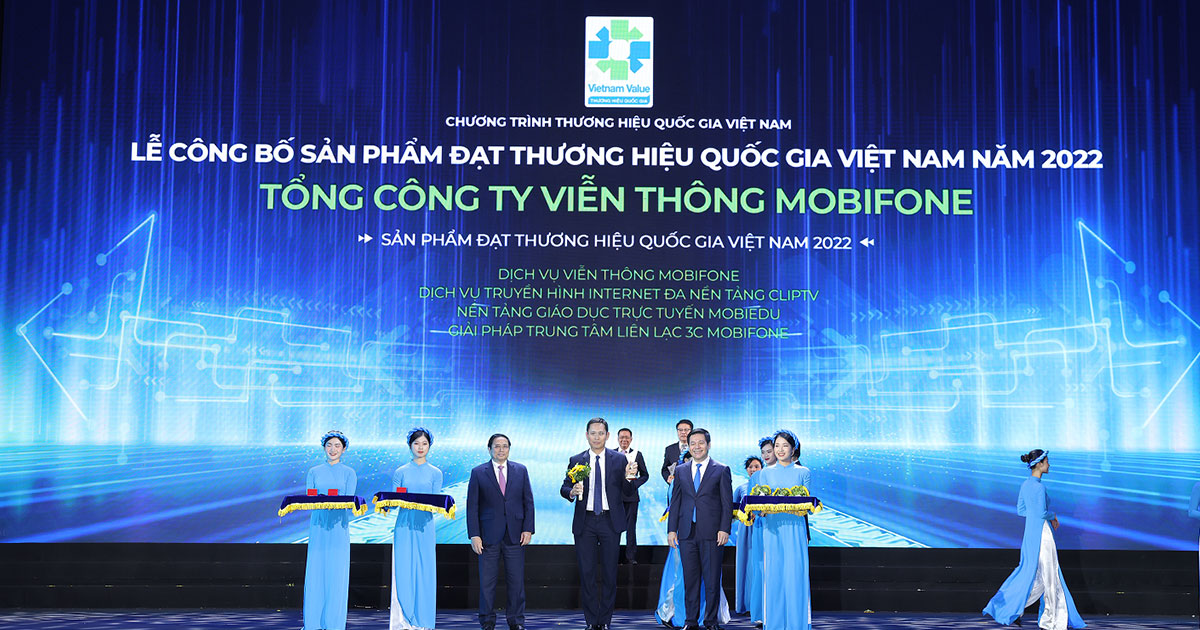 Vietnam Value
THƯƠNG HIỆU QUỐC GIA
CHƯƠNG TRÌNH THƯƠNG HIỆU QUỐC GIA VIỆT NAM
LỄ CÔNG BỐ SẢN PHẨM ĐẠT THƯƠNG HIỆU QUỐC GIA VIỆT NAM NĂM 2022
TỔNG CÔNG TY VIỄN THÔNG MOBIFONE
SẢN PHẨM ĐẠT THƯƠNG HIỆU QUỐC GIA VIỆT NAM 2022
DỊCH VỤ VIỄN THÔNG MOBIFONE
DỊCH VỤ TRUYỀN HÌNH INTERNET ĐA NỀN TẢNG CLIPTV
NỀN TẢNG GIÁO DỤC TRỰC TUYẾN MOBIEDU
GIẢI PHÁP TRUNG TÂM LIÊN LẠC 3C MOBIFONE